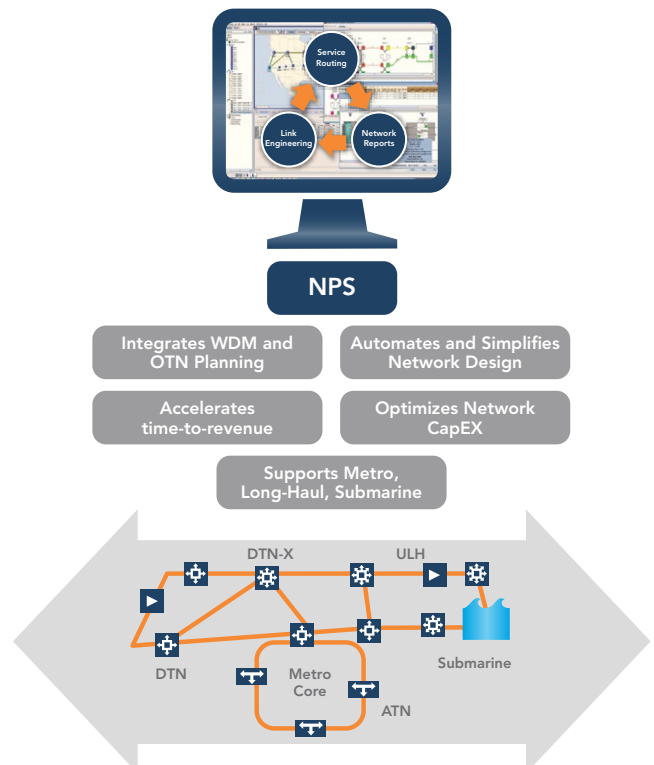 Service
Routing
Link
Engineering
Network
Reports
NPS
Integrates WDM and
OTN Planning
Automates and Simplifies
Network Design
Accelerates
time-to-revenue
Optimizes Network
CapEX
Supports Metro,
Long-Haul, Submarine
DTN-X
ULH
DTN
Metro
Core
Submarine
ATN